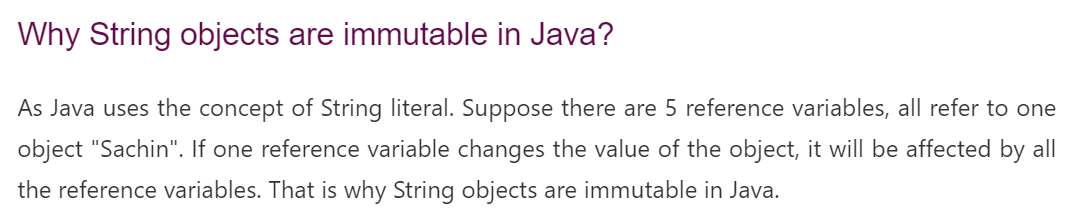 Why String objects are immutable in Java?
As Java uses the concept of String literal. Suppose there are 5 reference variables, all refer to one
object "Sachin". If one reference variable changes the value of the object, it will be affected by all
the reference variables. That is why String objects are immutable in Java.